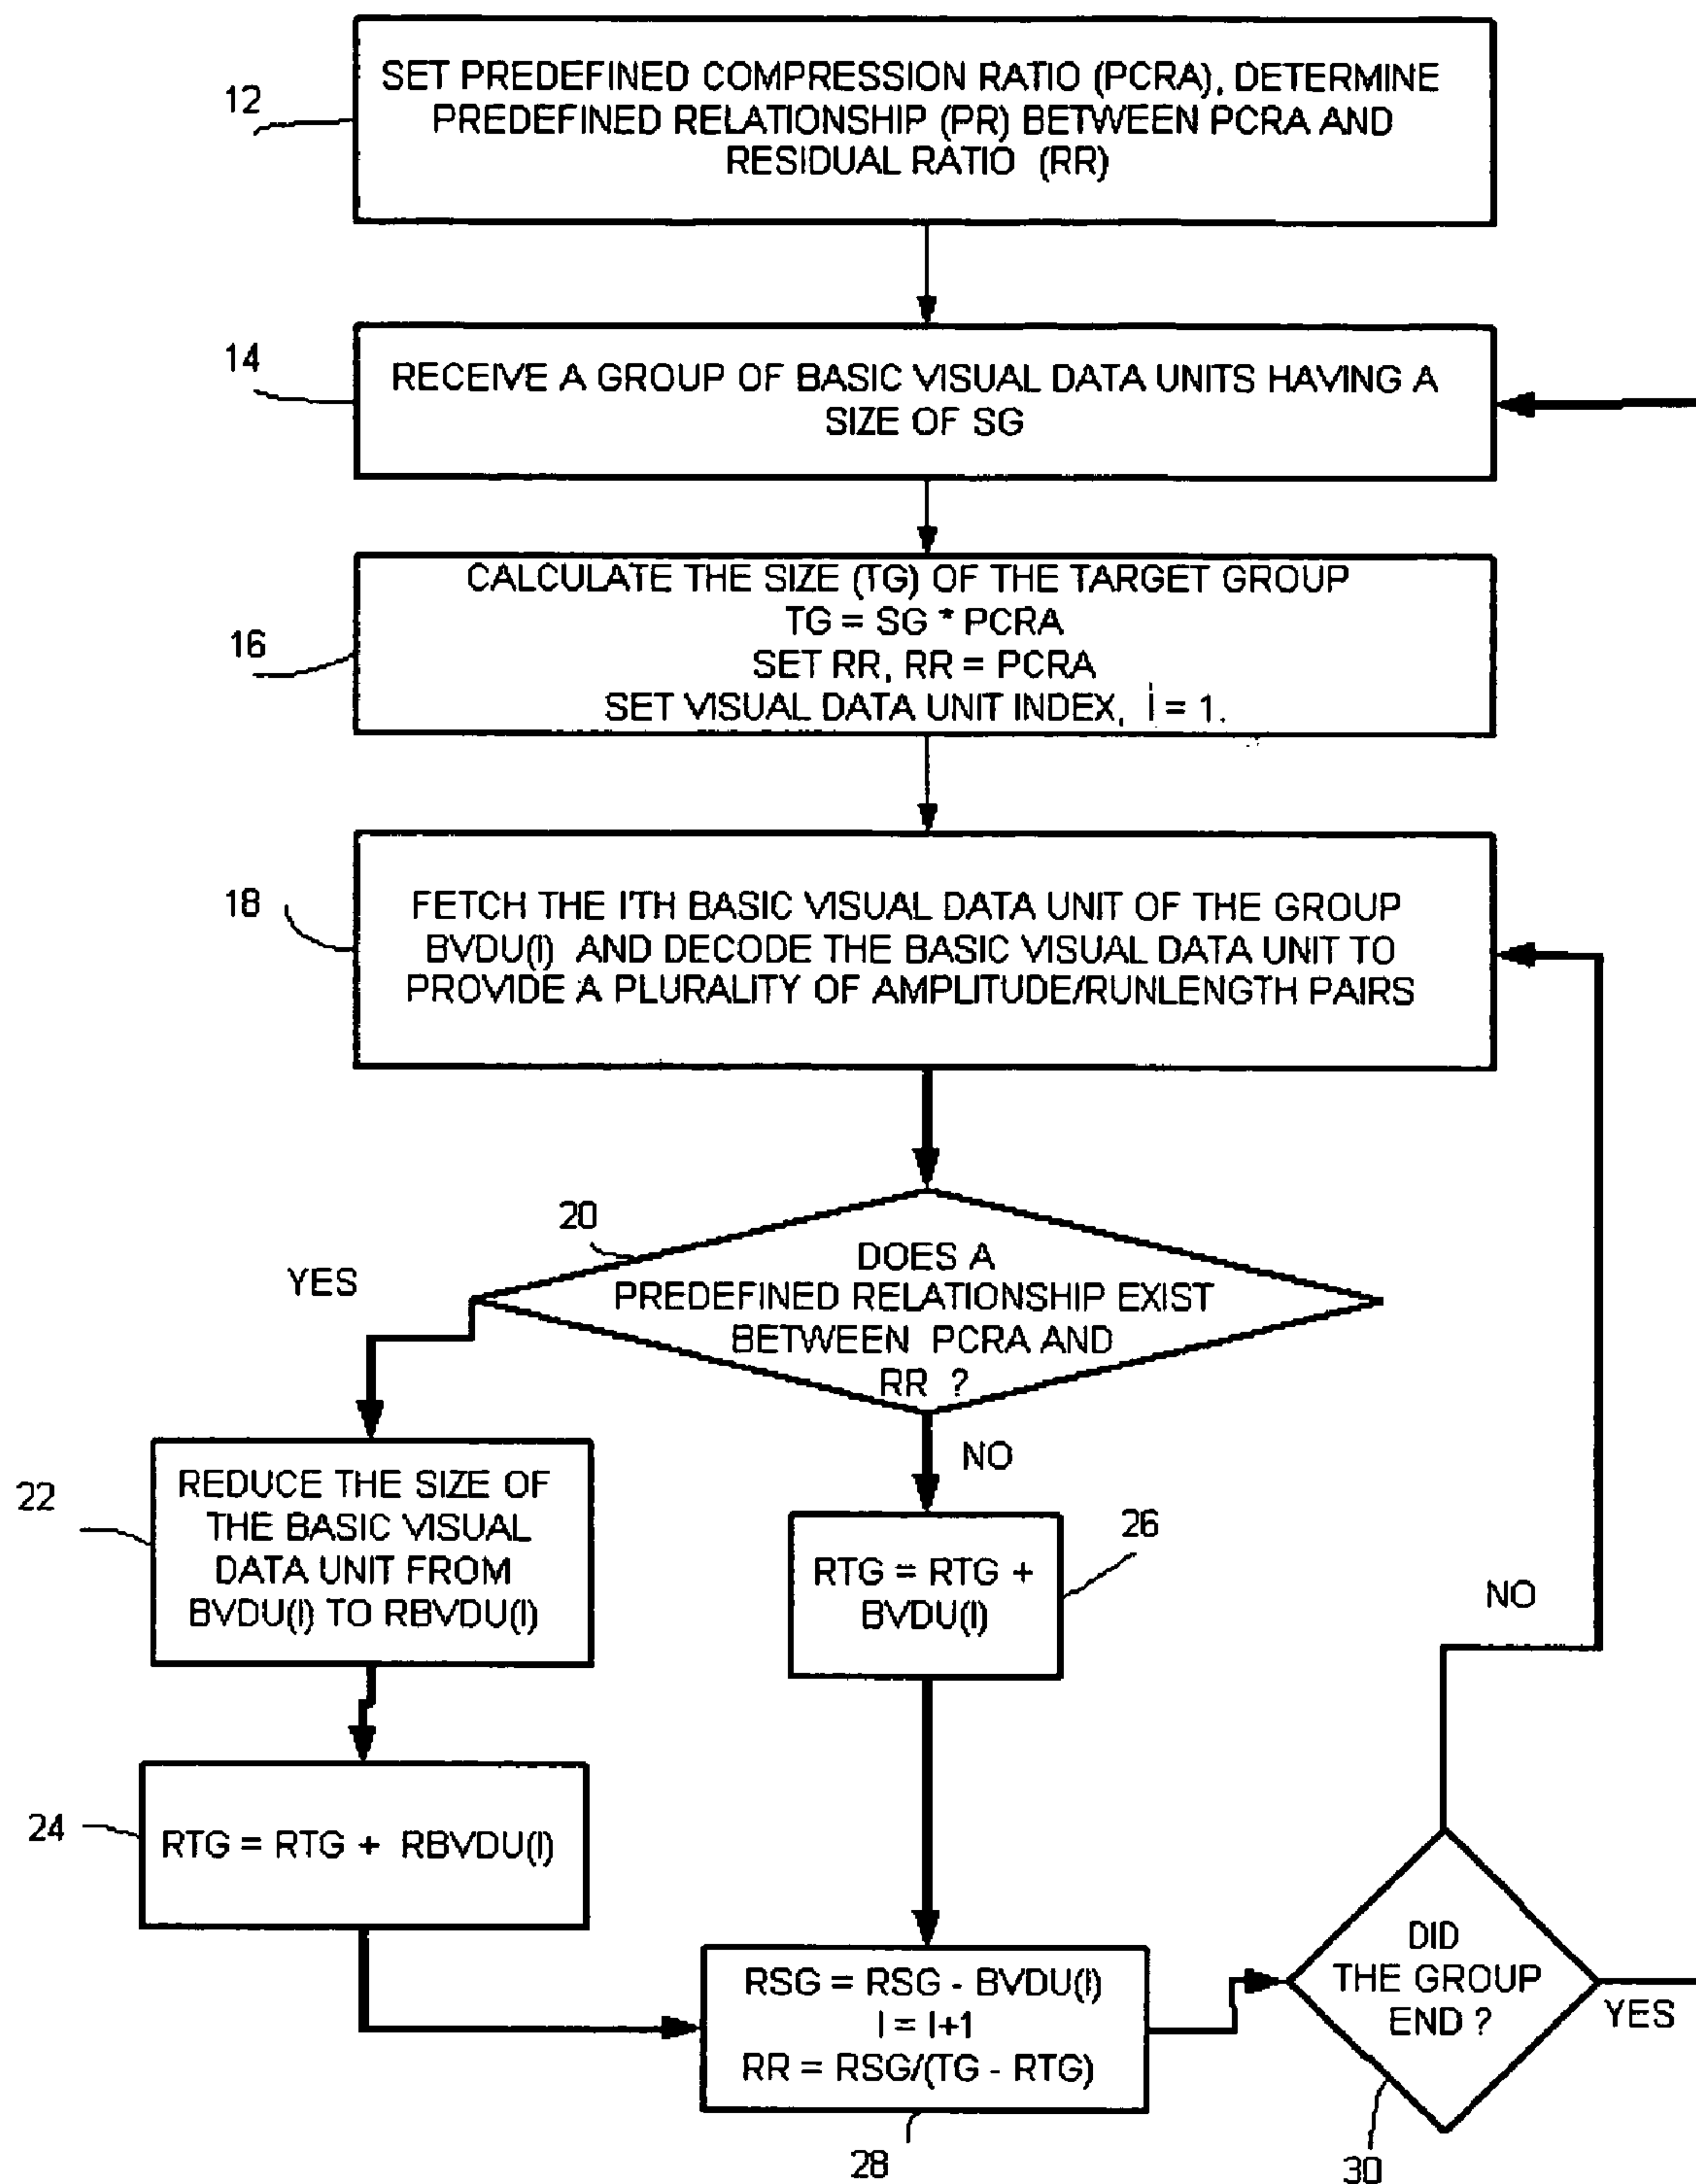 12
SET PREDEFINED COMPRESSION RATIO (PCRA), DETERMINE
PREDEFINED RELATIONSHIP (PR) BETWEEN PCRA AND
RESIDUAL RATIO (RR)
14
RECEIVE A GROUP OF BASIC VISUAL DATA UNITS HAVING A
SIZE OF SG
16
CALCULATE THE SIZE (TG) OF THE TARGET GROUP
TG = SG * PCRA
SET RR, RR = PCRA
SET VISUAL DATA UNIT INDEX, i = 1.
18
FETCH THE I'TH BASIC VISUAL DATA UNIT OF THE GROUP
BVDU(I) AND DECODE THE BASIC VISUAL DATA UNIT TO
PROVIDE A PLURALITY OF AMPLITUDE/RUNLENGTH PAIRS
20
DOES A
PREDEFINED RELATIONSHIP EXIST
BETWEEN PCRA AND
RR ?
YES
NO
22
REDUCE THE SIZE OF
THE BASIC VISUAL
DATA UNIT FROM
BVDU(I) TO RBVDU(I)
26
RTG = RTG +
BVDU(I)
NO
24
RTG = RTG + RBVDU(I)
RSG = RSG - BVDU(I)
I = I+1
RR = RSG/(TG - RTG)
28
DID
THE GROUP
END ?
YES
30